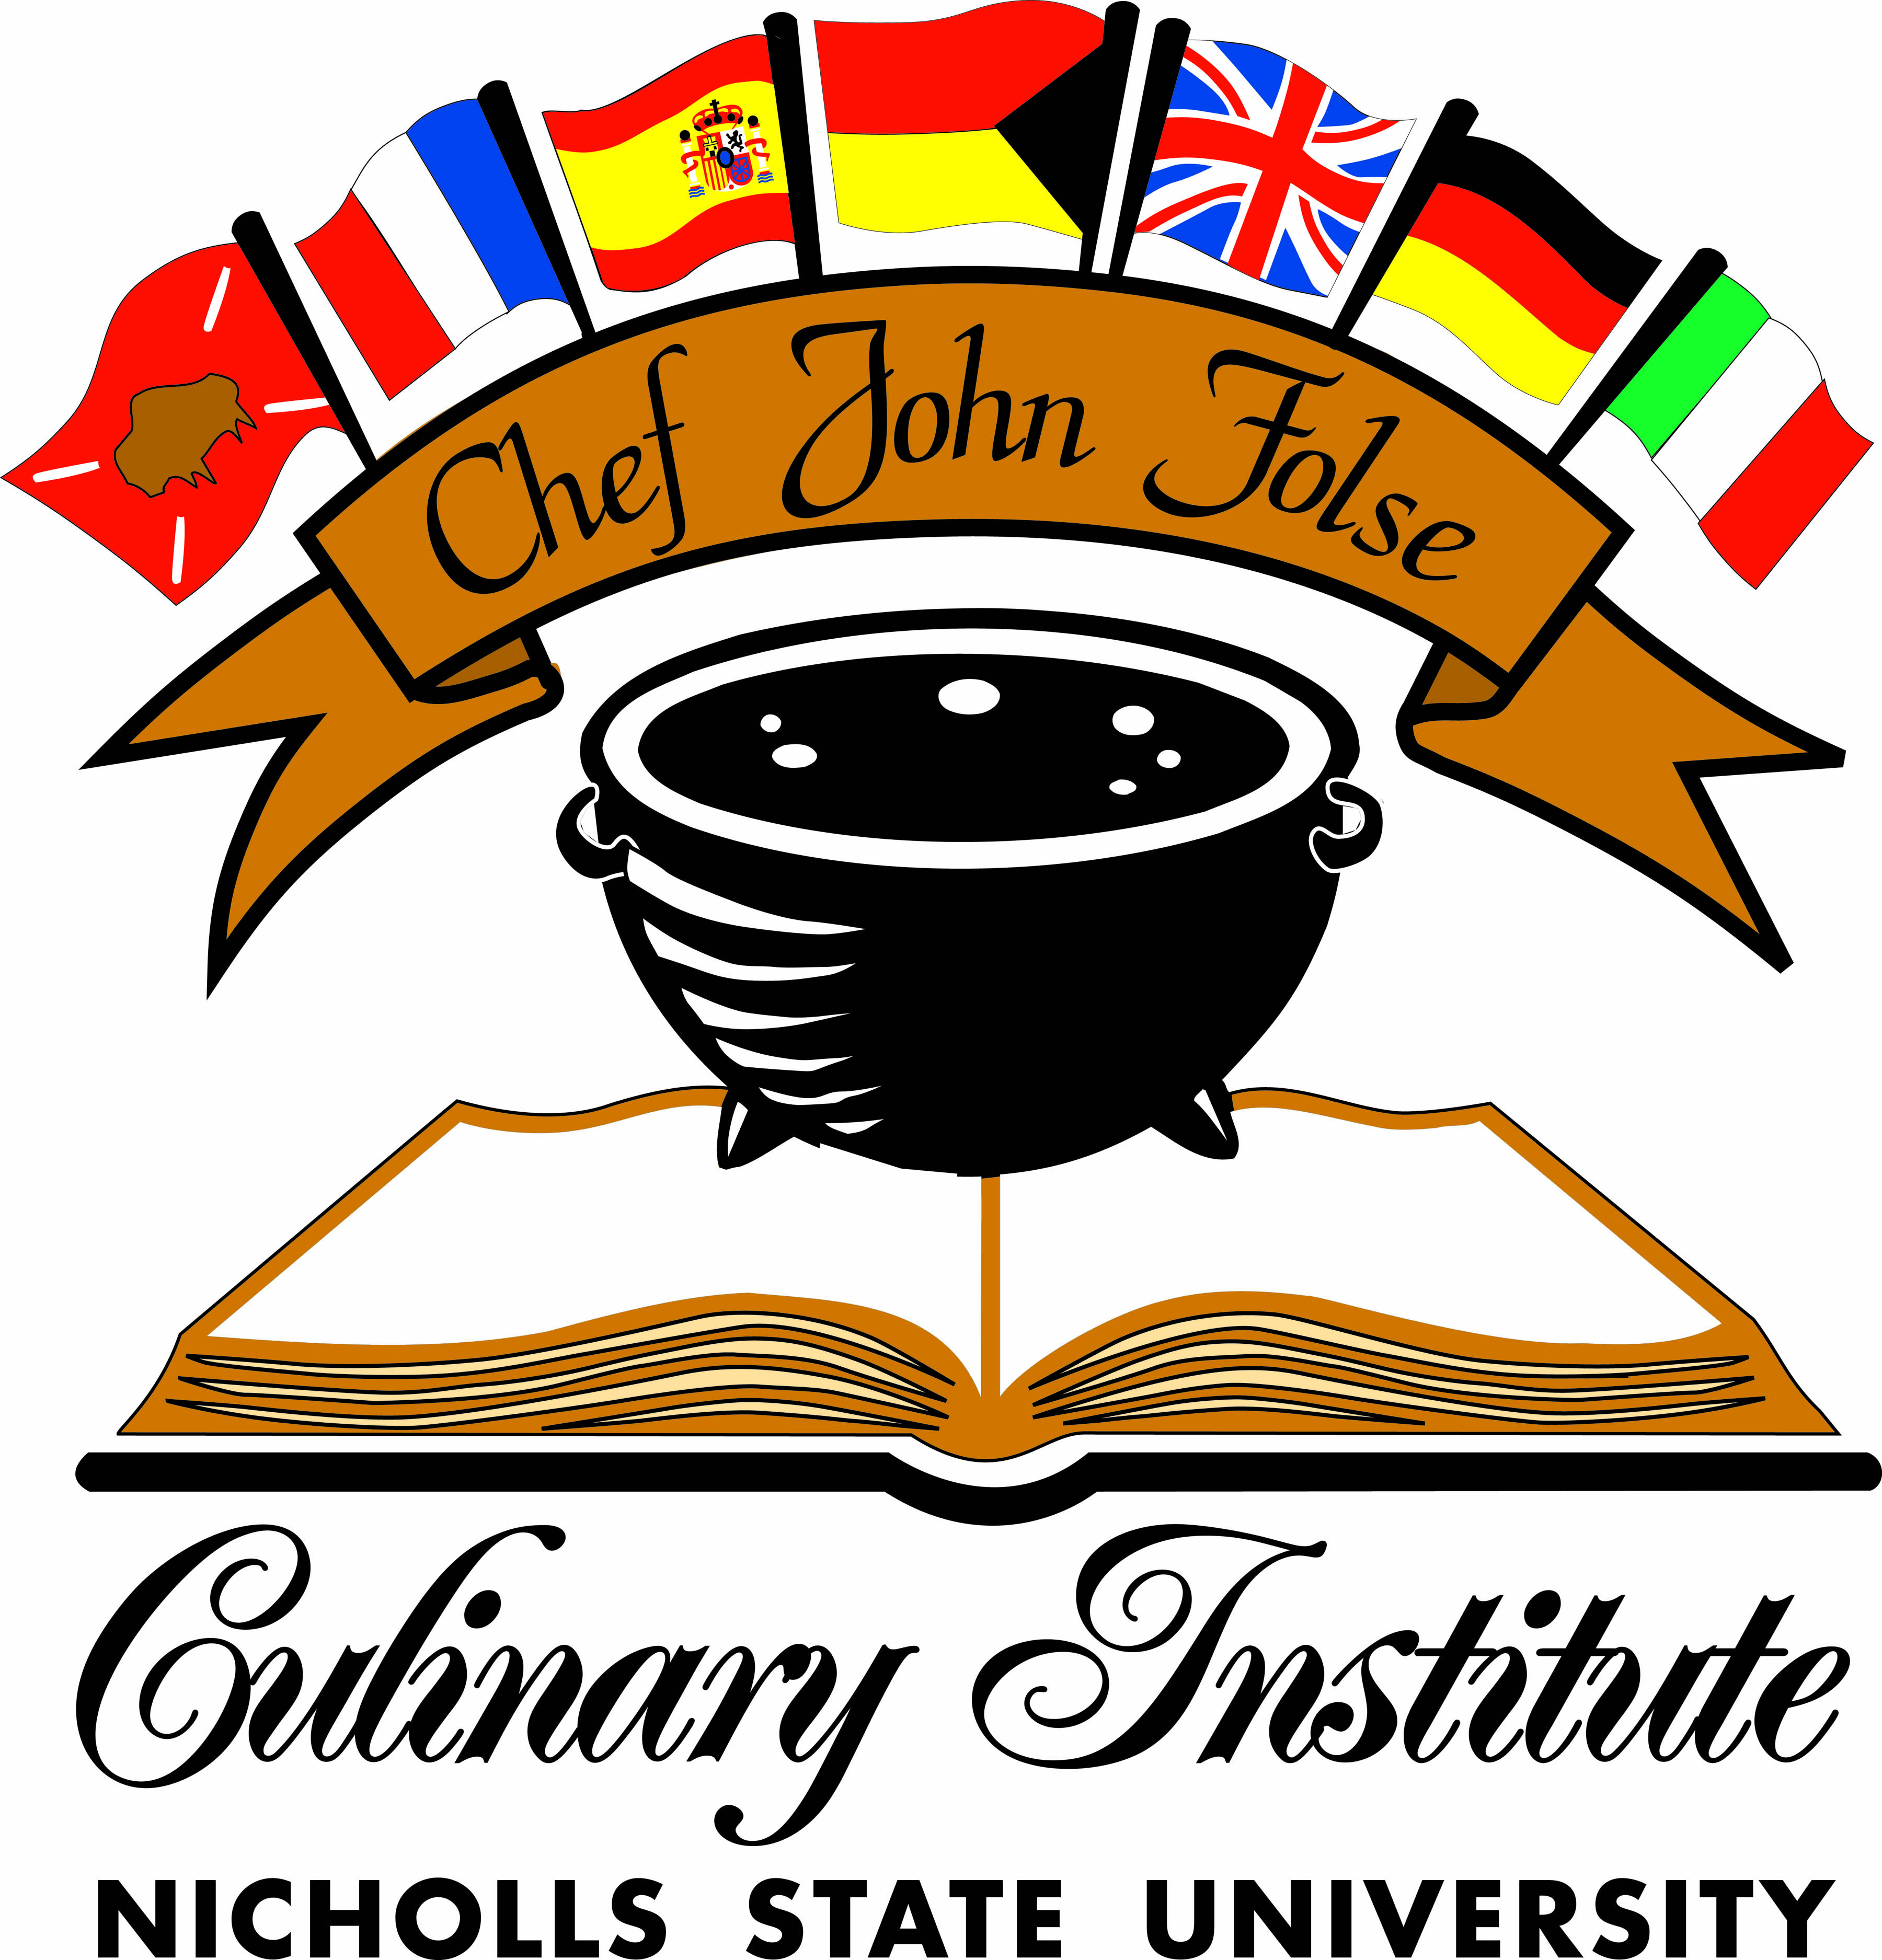 Chef John Folse
Culinary Institute
NICHOLLS STATE UNIVERSITY